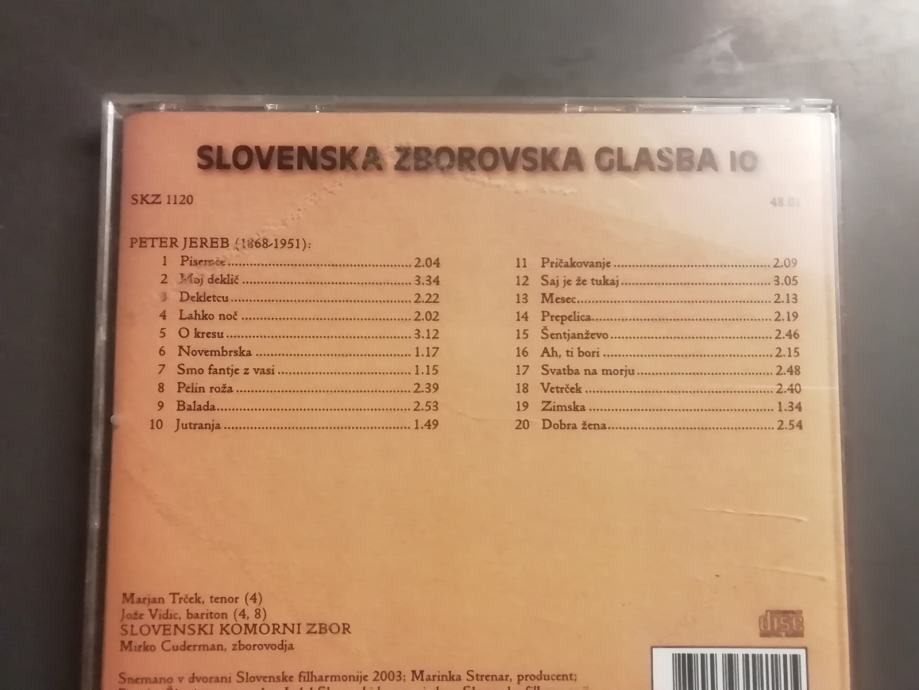 SLOVENSKA ZBOROVSKA GLASBA 10
SKZ 1120
48.01
PETER JEREB (1868-1951):
1 Pisemce 2.04
2 Moj deklič 3.34
3 Dekletcu 2.22
4 Lahko noč 2.02
5 O kresu 3.12
6 Novembrska 1.17
7 Smo fantje z vasi 1.15
8 Pelin roža 2.39
9 Balada 2.53
10 Jutranja 1.49
11 Pričakovanje 2.09
12 Saj je že tukaj 3.05
13 Mesec 2.13
14 Prepelica 2.19
15 Šentjanževo 2.46
16 Ah, ti bori 2.15
17 Svatba na morju 2.48
18 Vetrček 2.40
19 Zimska 1.34
20 Dobra žena 2.54
Marjan Trček, tenor (4)
Jože Vidic, bariton (4, 8)
SLOVENSKI KOMORNI ZBOR
Mirko Cuderman, zborovodja
disc
Snemano v dvorani Slovenske filharmonije 2003; Marinka Strenar, producent;